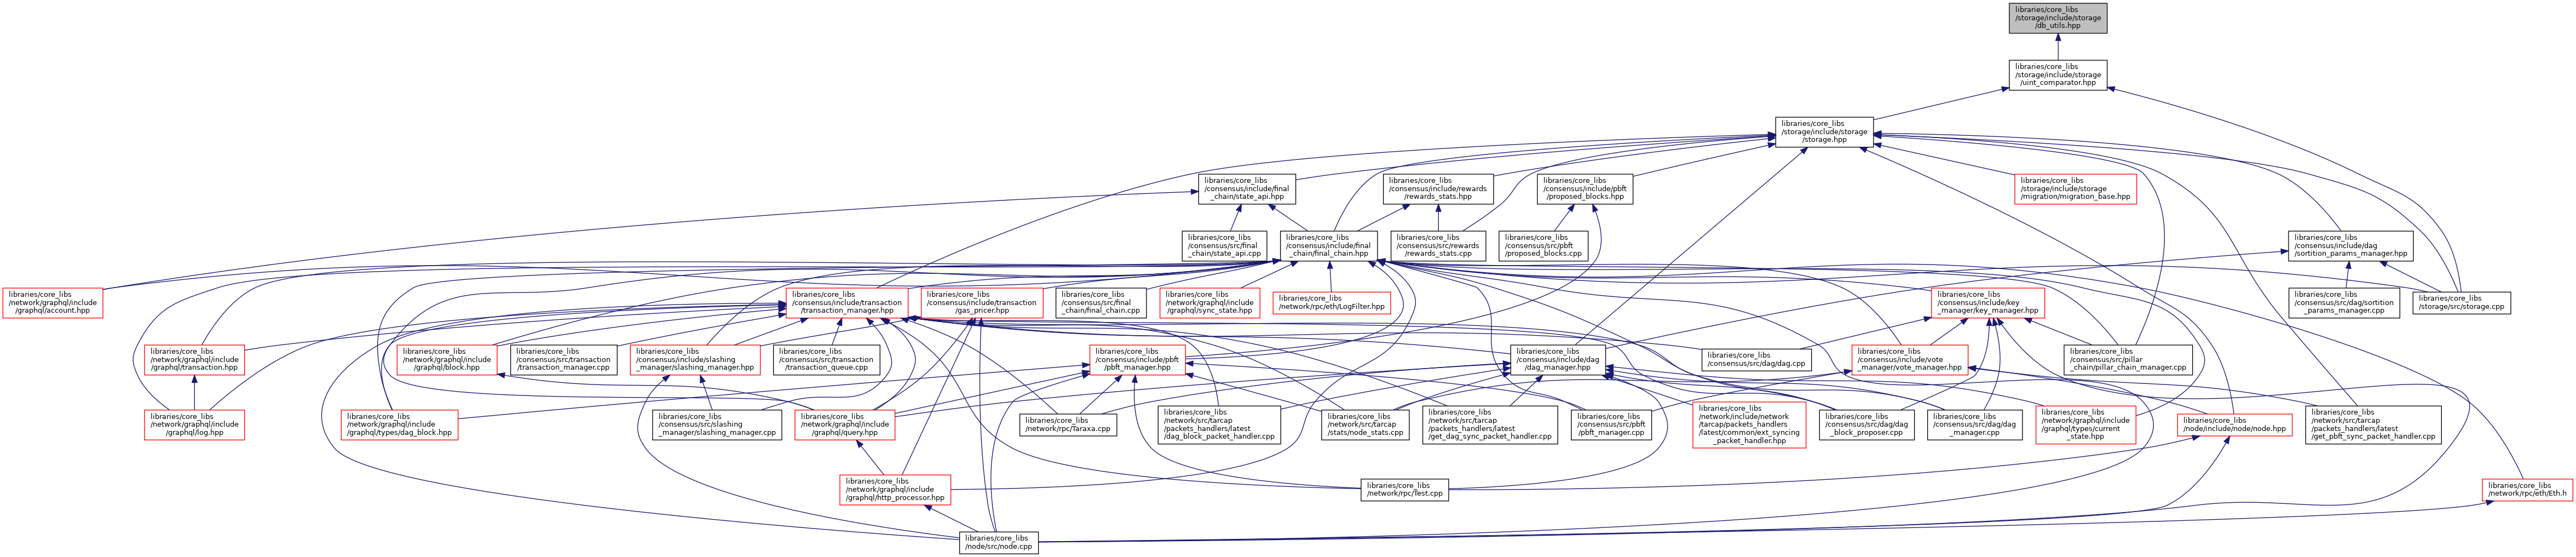 libraries/core_libs
/storage/include/storage
/db_utils.hpp
libraries/core_libs
/storage/include/storage
/uint_comparator.hpp
libraries/core_libs
/storage/include/storage
/storage.hpp
libraries/core_libs
/consensus/include/final
_chain/state_api.hpp
libraries/core_libs
/consensus/include/rewards
/rewards_stats.hpp
libraries/core_libs
/consensus/include/pbft
/proposed_blocks.hpp
libraries/core_libs
/storage/include/storage
/migration/migration_base.hpp
libraries/core_libs
/consensus/src/final
_chain/state_api.cpp
libraries/core_libs
/consensus/include/final
_chain/final_chain.hpp
libraries/core_libs
/consensus/src/rewards
/rewards_stats.cpp
libraries/core_libs
/consensus/src/pbft
/proposed_blocks.cpp
libraries/core_libs
/consensus/include/dag
/sortition_params_manager.hpp
libraries/core_libs
/network/graphql/include
/graphql/account.hpp
libraries/core_libs
/consensus/include/transaction
/transaction_manager.hpp
libraries/core_libs
/consensus/include/transaction
/gas_pricer.hpp
libraries/core_libs
/consensus/src/final
_chain/final_chain.cpp
libraries/core_libs
/network/graphql/include
/graphql/sync_state.hpp
libraries/core_libs
/network/rpc/eth/LogFilter.hpp
libraries/core_libs
/consensus/include/key
_manager/key_manager.hpp
libraries/core_libs
/consensus/src/dag/sortition
_params_manager.cpp
libraries/core_libs
/storage/src/storage.cpp
libraries/core_libs
/network/graphql/include
/graphql/transaction.hpp
libraries/core_libs
/network/graphql/include
/graphql/block.hpp
libraries/core_libs
/consensus/src/transaction
/transaction_manager.cpp
libraries/core_libs
/consensus/include/slashing
_manager/slashing_manager.hpp
libraries/core_libs
/consensus/src/transaction
/transaction_queue.cpp
libraries/core_libs
/consensus/include/pbft
/pbft_manager.hpp
libraries/core_libs
/consensus/include/dag
/dag_manager.hpp
libraries/core_libs
/consensus/src/dag/dag.cpp
libraries/core_libs
/consensus/include/vote
_manager/vote_manager.hpp
libraries/core_libs
/consensus/src/pillar
_chain/pillar_chain_manager.cpp
libraries/core_libs
/network/graphql/include
/graphql/log.hpp
libraries/core_libs
/network/graphql/include
/graphql/types/dag_block.hpp
libraries/core_libs
/consensus/src/slashing
_manager/slashing_manager.cpp
libraries/core_libs
/network/graphql/include
/graphql/query.hpp
libraries/core_libs
/network/rpc/Taraxa.cpp
libraries/core_libs
/network/src/tarcap
/packets_handlers/latest
/dag_block_packet_handler.cpp
libraries/core_libs
/consensus/src/pbft
/pbft_manager.cpp
libraries/core_libs
/network/src/tarcap
/stats/node_stats.cpp
libraries/core_libs
/network/src/tarcap
/packets_handlers/latest
/get_dag_sync_packet_handler.cpp
libraries/core_libs
/network/include/network
/tarcap/packets_handlers
/latest/common/ext_syncing
_packet_handler.hpp
libraries/core_libs
/consensus/src/dag/dag
_block_proposer.cpp
libraries/core_libs
/consensus/src/dag/dag
_manager.cpp
libraries/core_libs
/network/graphql/include
/graphql/types/current
_state.hpp
libraries/core_libs
/node/include/node/node.hpp
libraries/core_libs
/network/src/tarcap
/packets_handlers/latest
/get_pbft_sync_packet_handler.cpp
libraries/core_libs
/network/graphql/include
/graphql/http_processor.hpp
libraries/core_libs
/network/rpc/Test.cpp
libraries/core_libs
/network/rpc/eth/Eth.h
libraries/core_libs
/node/src/node.cpp